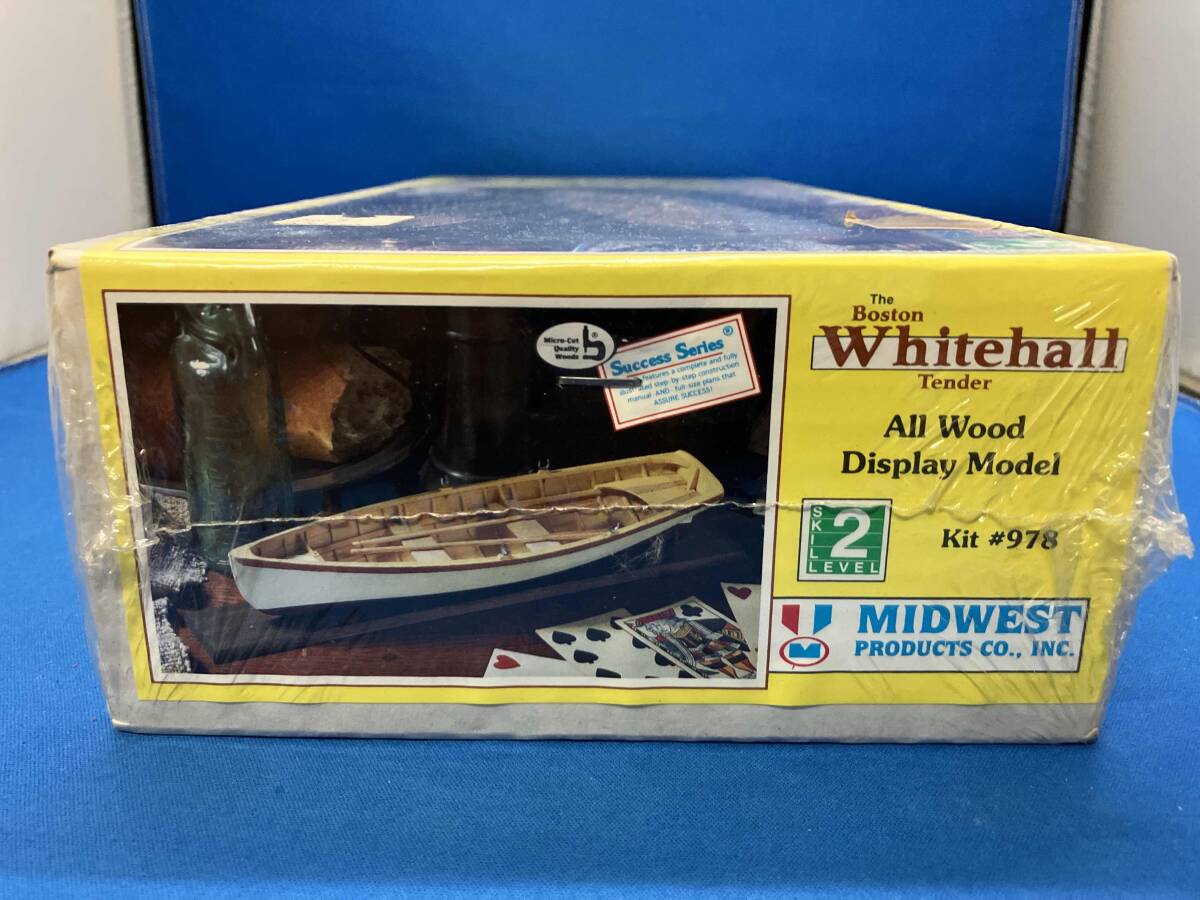 Micro-Cut
Quality
Woods
Success Series®
features a complete and fully
illustrated step-by-step construction
manual AND full-size plans that
ASSURE SUCCESS!
The
Boston
Whitehall
Tender
All Wood
Display Model
SKILL
2
LEVEL
Kit #978
MIDWEST
PRODUCTS CO., INC.